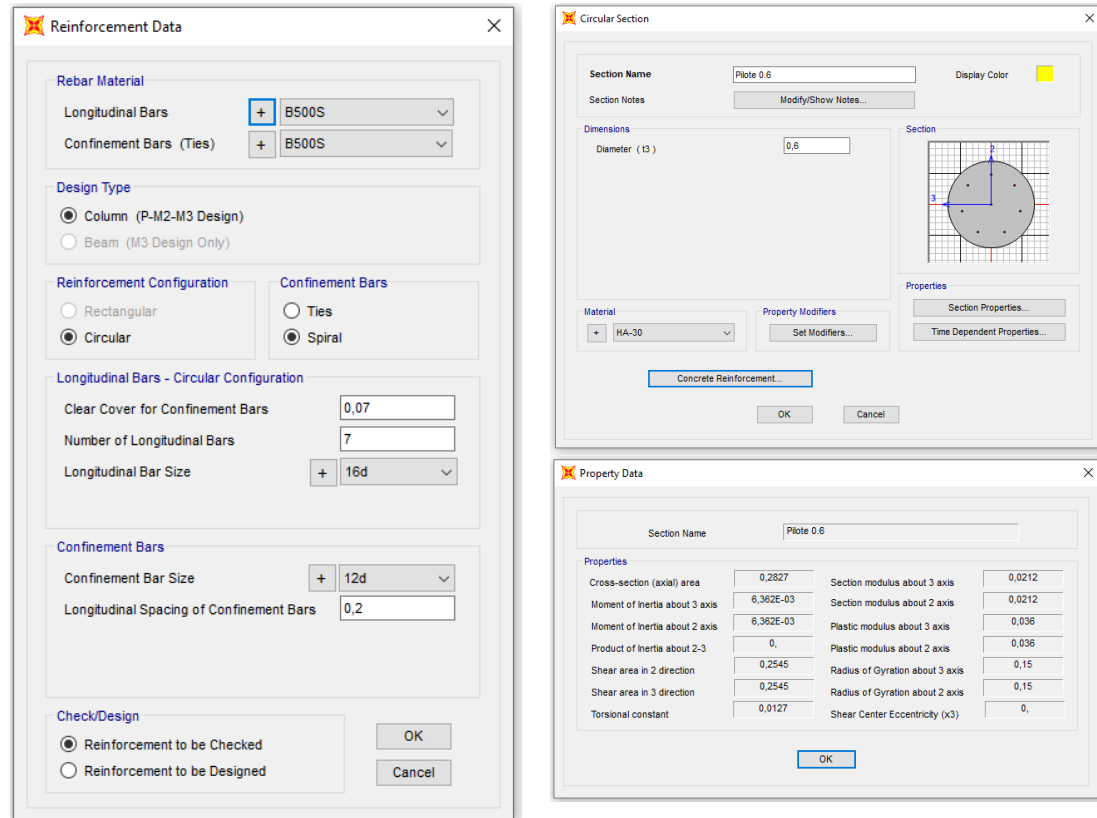 Reinforcement Data
Rebar Material
Longitudinal Bars + B500S
Confinement Bars (Ties) + B500S
Design Type
Column (P-M2-M3 Design)
Beam (M3 Design Only)
Reinforcement Configuration Confinement Bars
Rectangular Ties
Circular Spiral
Longitudinal Bars - Circular Configuration
Clear Cover for Confinement Bars 0,07
Number of Longitudinal Bars 7
Longitudinal Bar Size + 16d
Confinement Bars
Confinement Bar Size + 12d
Longitudinal Spacing of Confinement Bars 0,2
Check/Design
Reinforcement to be Checked OK
Reinforcement to be Designed Cancel
Circular Section
Section Name Pilote 0.6 Display Color
Section Notes Modify/Show Notes...
Dimensions Section
Diameter ( t3 ) 0,6
2
3
Properties
Section Properties...
Material Property Modifiers
+ HA-30 Set Modifiers... Time Dependent Properties...
Concrete Reinforcement...
OK Cancel
Property Data
Section Name Pilote 0.6
Properties
Cross-section (axial) area 0,2827 Section modulus about 3 axis 0,0212
Moment of Inertia about 3 axis 6,362E-03 Section modulus about 2 axis 0,0212
Moment of Inertia about 2 axis 6,362E-03 Plastic modulus about 3 axis 0,036
Product of Inertia about 2-3 0, Plastic modulus about 2 axis 0,036
Shear area in 2 direction 0,2545 Radius of Gyration about 3 axis 0,15
Shear area in 3 direction 0,2545 Radius of Gyration about 2 axis 0,15
Torsional constant 0,0127 Shear Center Eccentricity (x3) 0,
OK